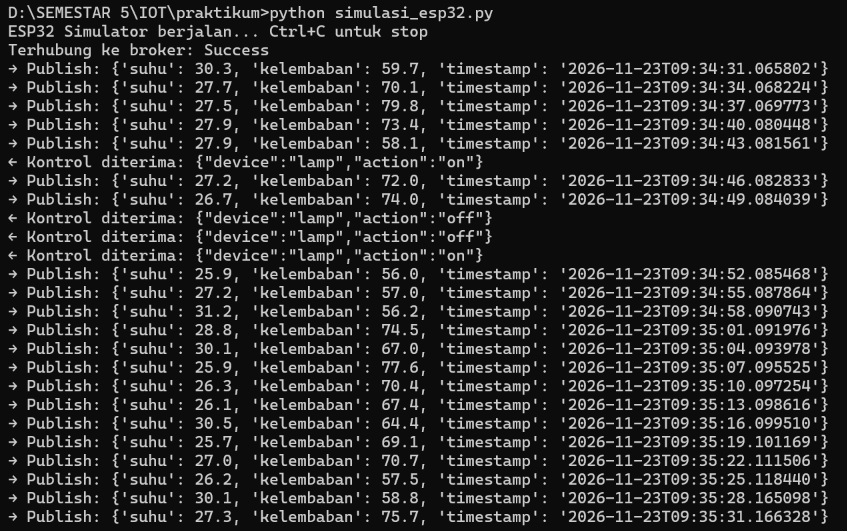 D:\SEMESTAR 5\IOT\praktikum>python simulasi_esp32.py
ESP32 Simulator berjalan... Ctrl+C untuk stop
Terhubung ke broker: Success
→ Publish: {'suhu': 30.3, 'kelembaban': 59.7, 'timestamp': '2026-11-23T09:34:31.065802'}
→ Publish: {'suhu': 27.7, 'kelembaban': 70.1, 'timestamp': '2026-11-23T09:34:34.068224'}
→ Publish: {'suhu': 27.5, 'kelembaban': 79.8, 'timestamp': '2026-11-23T09:34:37.069773'}
→ Publish: {'suhu': 27.9, 'kelembaban': 73.4, 'timestamp': '2026-11-23T09:34:40.080448'}
→ Publish: {'suhu': 27.9, 'kelembaban': 58.1, 'timestamp': '2026-11-23T09:34:43.081561'}
← Kontrol diterima: {"device":"lamp","action":"on"}
→ Publish: {'suhu': 27.2, 'kelembaban': 72.0, 'timestamp': '2026-11-23T09:34:46.082833'}
→ Publish: {'suhu': 26.7, 'kelembaban': 74.0, 'timestamp': '2026-11-23T09:34:49.084039'}
← Kontrol diterima: {"device":"lamp","action":"off"}
← Kontrol diterima: {"device":"lamp","action":"off"}
← Kontrol diterima: {"device":"lamp","action":"on"}
→ Publish: {'suhu': 25.9, 'kelembaban': 56.0, 'timestamp': '2026-11-23T09:34:52.085468'}
→ Publish: {'suhu': 27.2, 'kelembaban': 57.0, 'timestamp': '2026-11-23T09:34:55.087864'}
→ Publish: {'suhu': 31.2, 'kelembaban': 56.2, 'timestamp': '2026-11-23T09:34:58.090743'}
→ Publish: {'suhu': 28.8, 'kelembaban': 74.5, 'timestamp': '2026-11-23T09:35:01.091976'}
→ Publish: {'suhu': 30.1, 'kelembaban': 67.0, 'timestamp': '2026-11-23T09:35:04.093978'}
→ Publish: {'suhu': 25.9, 'kelembaban': 77.6, 'timestamp': '2026-11-23T09:35:07.095525'}
→ Publish: {'suhu': 26.3, 'kelembaban': 70.4, 'timestamp': '2026-11-23T09:35:10.097254'}
→ Publish: {'suhu': 26.1, 'kelembaban': 67.4, 'timestamp': '2026-11-23T09:35:13.098616'}
→ Publish: {'suhu': 30.5, 'kelembaban': 64.4, 'timestamp': '2026-11-23T09:35:16.099510'}
→ Publish: {'suhu': 25.7, 'kelembaban': 69.1, 'timestamp': '2026-11-23T09:35:19.101169'}
→ Publish: {'suhu': 27.0, 'kelembaban': 70.7, 'timestamp': '2026-11-23T09:35:22.111506'}
→ Publish: {'suhu': 26.2, 'kelembaban': 57.5, 'timestamp': '2026-11-23T09:35:25.118440'}
→ Publish: {'suhu': 30.1, 'kelembaban': 58.8, 'timestamp': '2026-11-23T09:35:28.165098'}
→ Publish: {'suhu': 27.3, 'kelembaban': 75.7, 'timestamp': '2026-11-23T09:35:31.166328'}